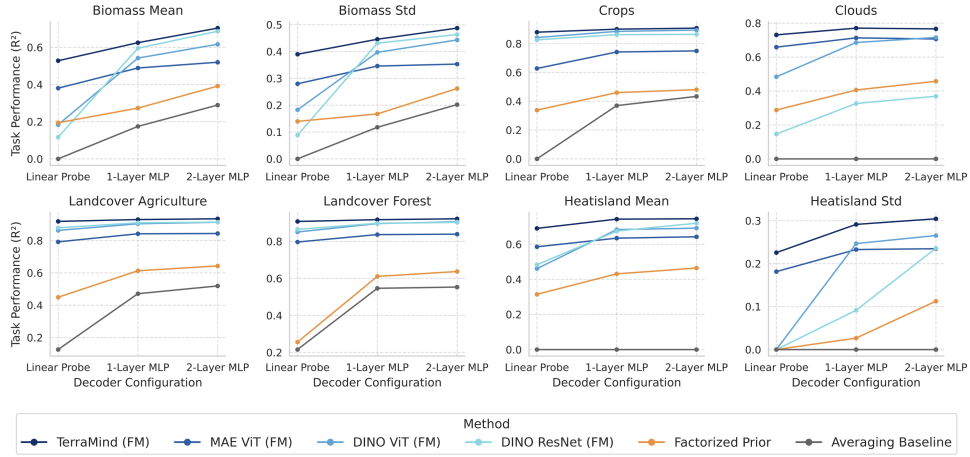 Biomass Mean
Biomass Std
Crops
Clouds
Task Performance (R²)
0.6
0.4
0.2
0.0
0.5
0.4
0.3
0.2
0.1
0.0
0.8
0.6
0.4
0.2
0.0
0.8
0.6
0.4
0.2
0.0
Linear Probe 1-Layer MLP 2-Layer MLP
Linear Probe 1-Layer MLP 2-Layer MLP
Linear Probe 1-Layer MLP 2-Layer MLP
Linear Probe 1-Layer MLP 2-Layer MLP
Landcover Agriculture
Landcover Forest
Heatisland Mean
Heatisland Std
Task Performance (R²)
0.8
0.6
0.4
0.2
0.8
0.6
0.4
0.2
0.6
0.4
0.2
0.0
0.3
0.2
0.1
0.0
Linear Probe 1-Layer MLP 2-Layer MLP
Linear Probe 1-Layer MLP 2-Layer MLP
Linear Probe 1-Layer MLP 2-Layer MLP
Linear Probe 1-Layer MLP 2-Layer MLP
Decoder Configuration
Decoder Configuration
Decoder Configuration
Decoder Configuration
Method
TerraMind (FM) MAE ViT (FM) DINO ViT (FM) DINO ResNet (FM) Factorized Prior Averaging Baseline